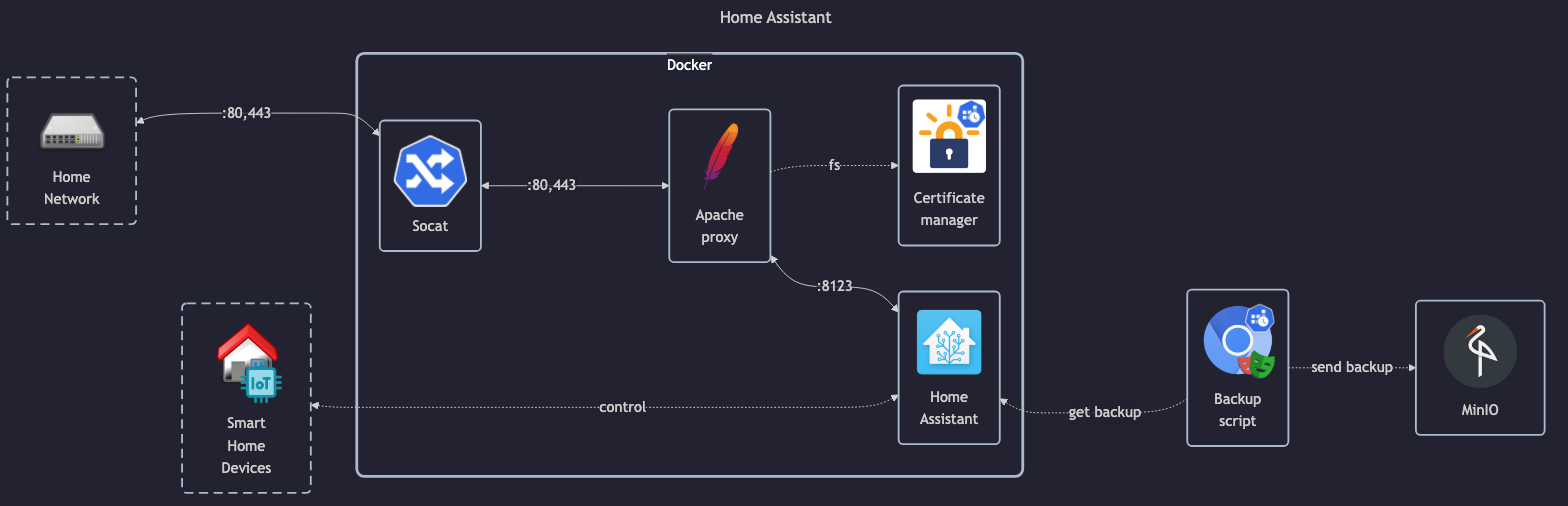 Home Assistant
Docker
Home
Network
:80,443
Socat
:80,443
Apache
proxy
fs
Certificate
manager
:8123
Home
Assistant
IoT
Smart
Home
Devices
control
get backup
Backup
script
send backup
MinIO